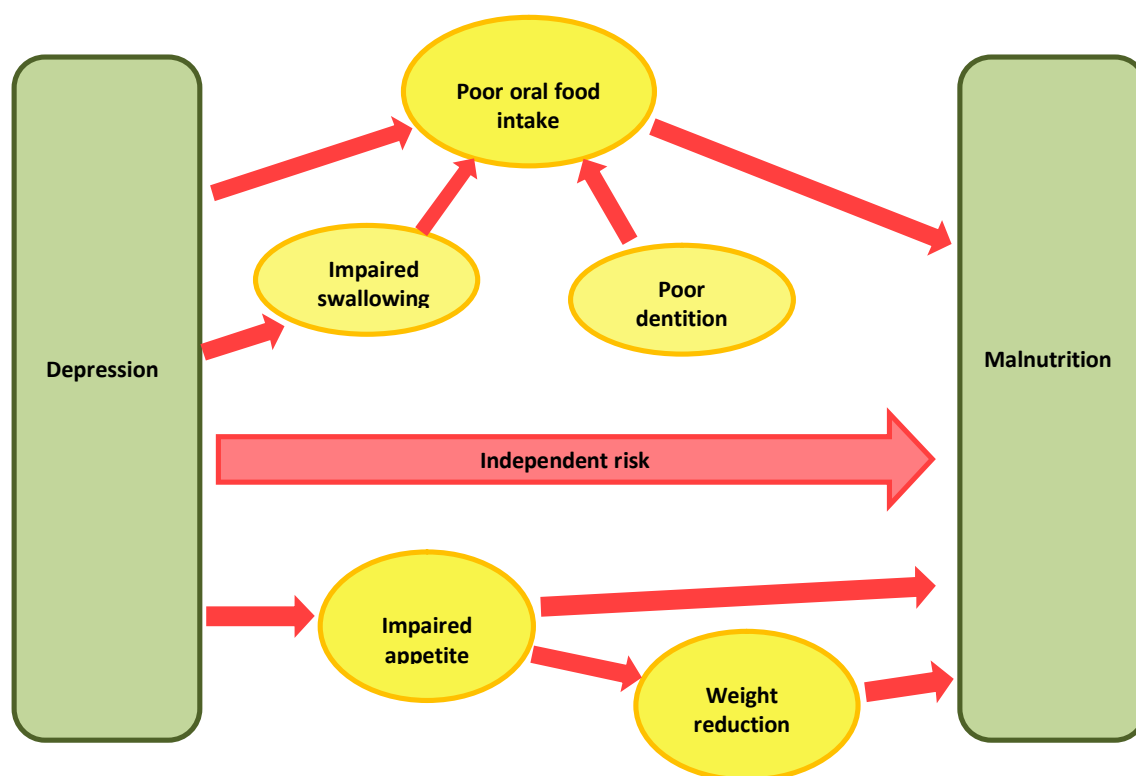 Poor oral food
intake
Impaired
swallowing
Poor
dentition
Depression
Malnutrition
Independent risk
Impaired
appetite
Weight
reduction